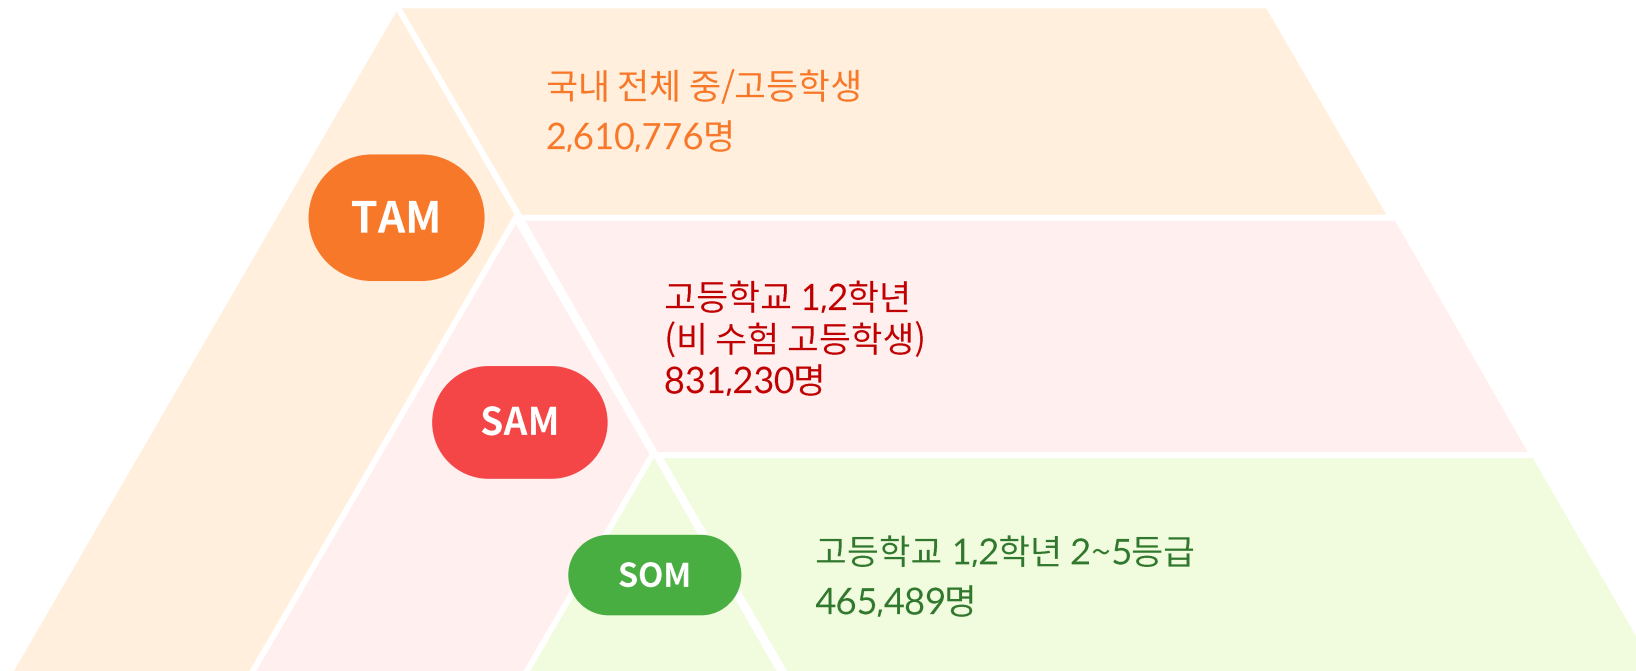 국내 전체 중/고등학생
2,610,776명
TAM
고등학교 1,2학년
(비 수험 고등학생)
831,230명
SAM
고등학교 1,2학년 2~5등급
465,489명
SOM